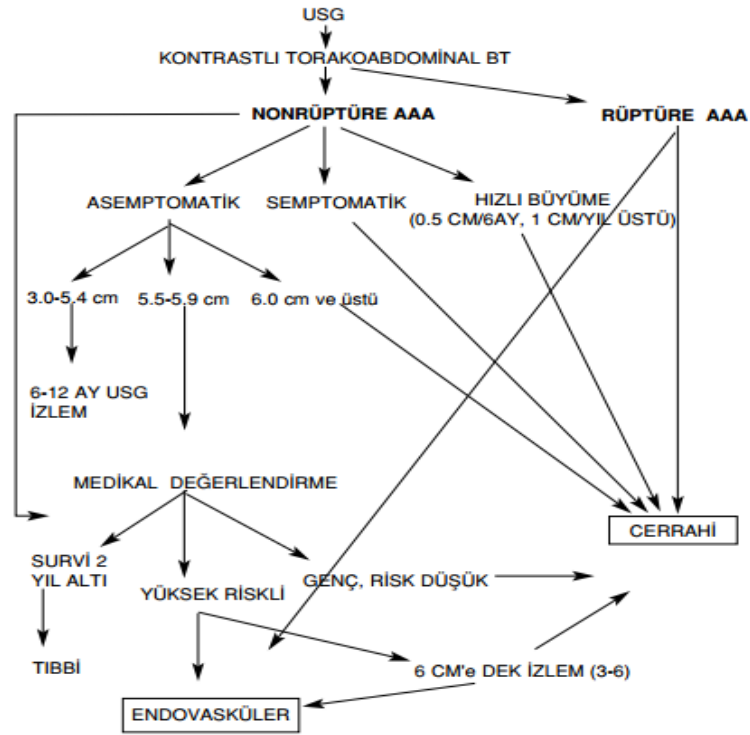 USG
KONTRASTLI TORAKOABDOMİNAL BT
NONRÜPTÜRE AAA
RÜPTÜRE AAA
ASEMPTOMATİK
SEMPTOMATİK
HIZLI BÜYÜME
(0.5 CM/6AY, 1 CM/YIL ÜSTÜ)
3.0-5.4 cm
5.5-5.9 cm
6.0 cm ve üstü
6-12 AY USG
İZLEM
MEDİKAL DEĞERLENDİRME
CERRAHİ
SURVİ 2
YIL ALTI
YÜKSEK RİSKLİ
GENÇ, RİSK DÜŞÜK
TIBBİ
6 CM'e DEK İZLEM (3-6)
ENDOVASKÜLER